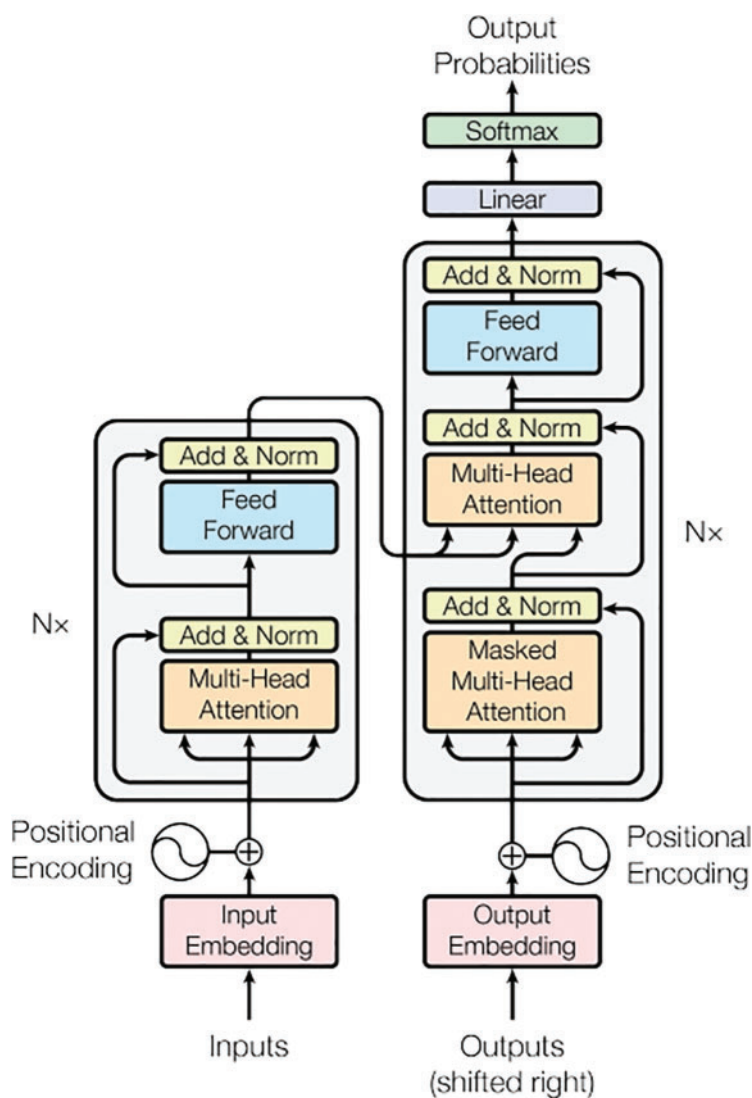 Output
Probabilities
Softmax
Linear
Add & Norm
Feed
Forward
Add & Norm
Multi-Head
Attention
Add & Norm
Masked
Multi-Head
Attention
N×
Add & Norm
Feed
Forward
Add & Norm
Multi-Head
Attention
N×
Positional
Encoding
Positional
Encoding
Input
Embedding
Output
Embedding
Inputs
Outputs
(shifted right)